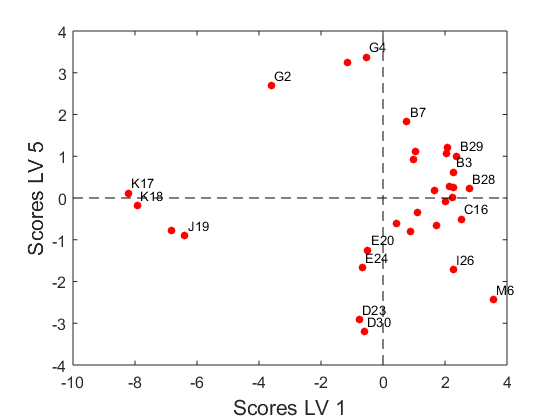 4
3
2
1
0
-1
-2
-3
-4
Scores LV 5
G4
G2
B7
B29
B3
B28
K17
K18
C16
J19
E20
E24
I26
M6
D23
D30
-10
-8
-6
-4
-2
0
2
4
Scores LV 1